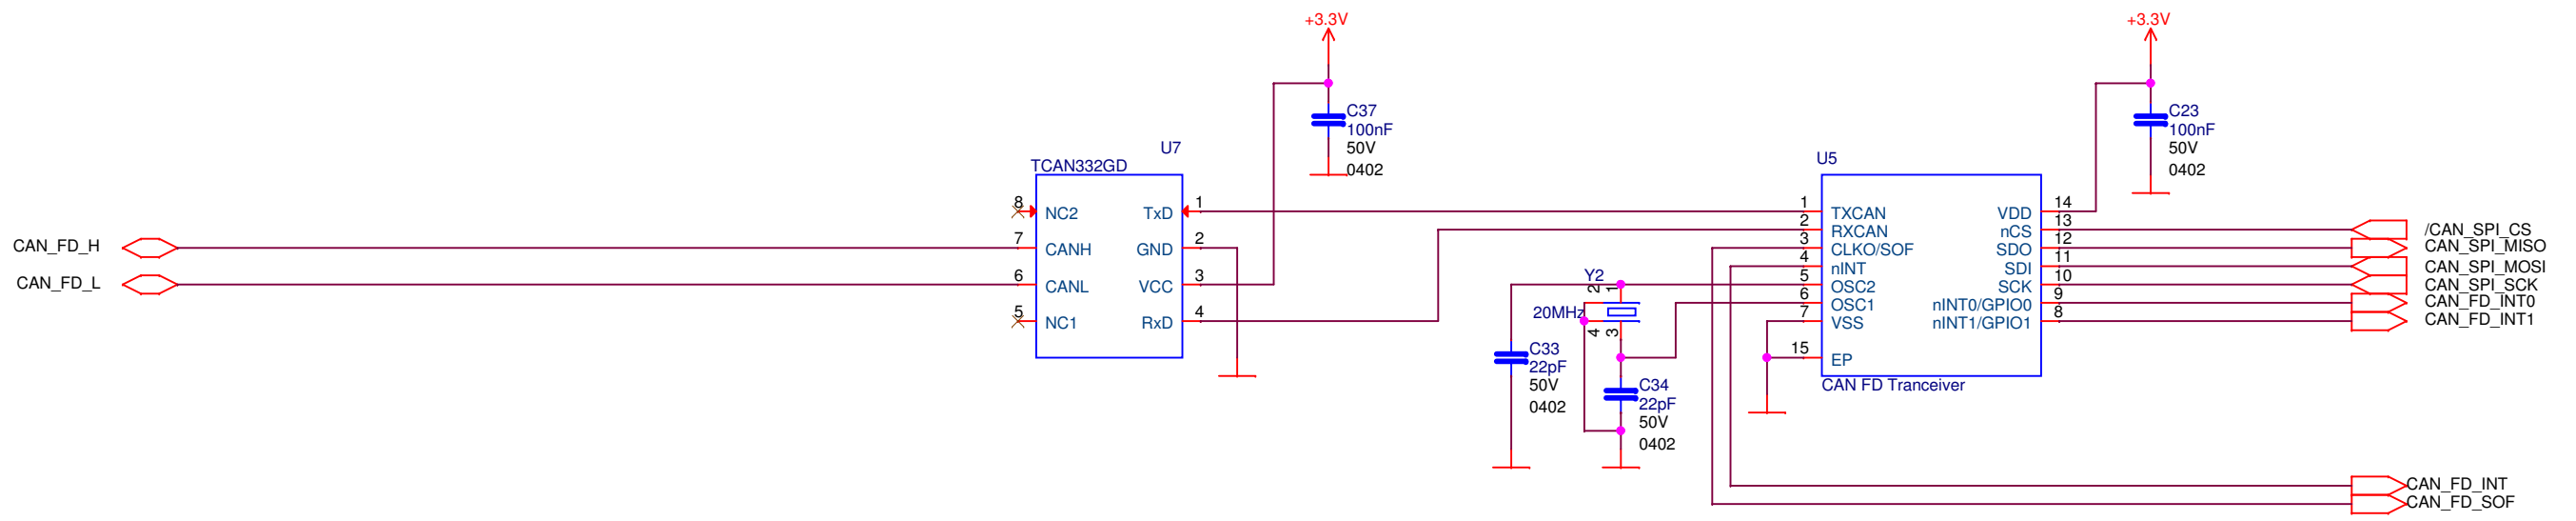 +3.3V
+3.3V
C37
100nF
50V
0402
C23
100nF
50V
0402
U7
TCAN332GD
8
NC2
7
CANH
6
CANL
5
NC1
TxD
1
GND
2
VCC
3
RxD
4
CAN_FD_H
CAN_FD_L
Y2
20MHz
2
1
4
3
C33
22pF
50V
0402
C34
22pF
50V
0402
U5
1
TXCAN
2
RXCAN
3
CLKO/SOF
4
nINT
5
OSC2
6
OSC1
7
VSS
15
EP
VDD
14
nCS
13
SDO
12
SDI
11
SCK
10
nINT0/GPIO0
9
nINT1/GPIO1
8
CAN FD Tranceiver
/CAN_SPI_CS
CAN_SPI_MISO
CAN_SPI_MOSI
CAN_SPI_SCK
CAN_FD_INT0
CAN_FD_INT1
CAN_FD_INT
CAN_FD_SOF